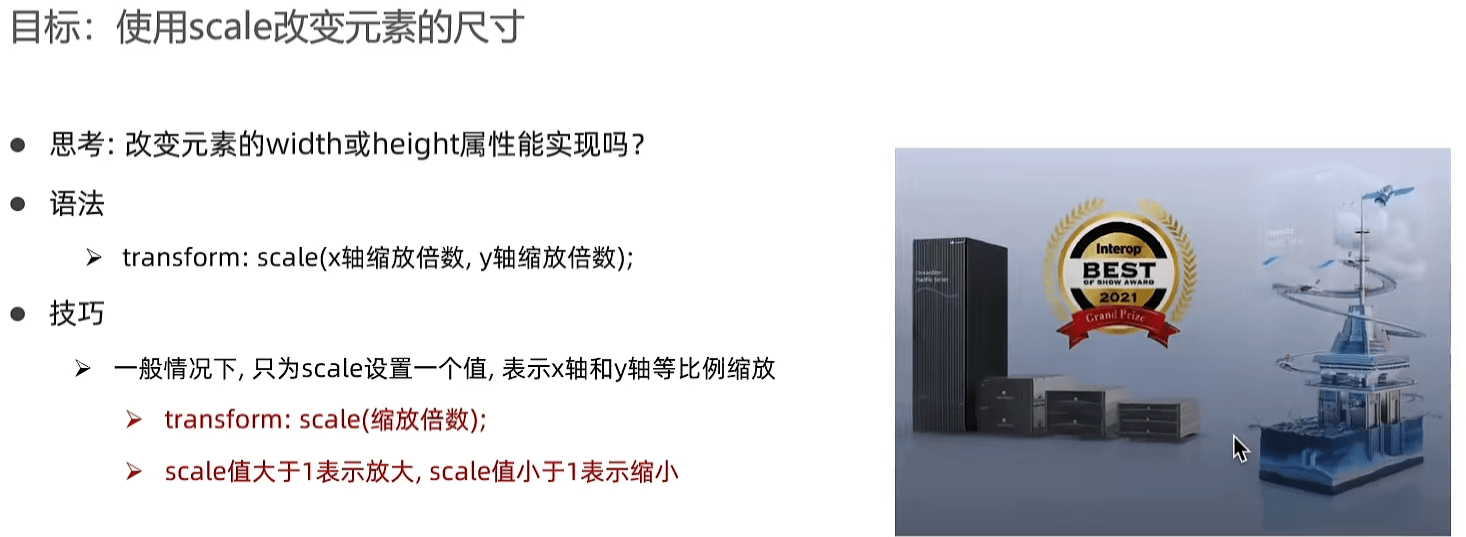 目标：使用scale改变元素的尺寸
思考: 改变元素的width或height属性能实现吗？
语法
transform: scale(x轴缩放倍数, y轴缩放倍数);
技巧
一般情况下, 只为scale设置一个值, 表示x轴和y轴等比例缩放
transform: scale(缩放倍数);
scale值大于1表示放大, scale值小于1表示缩小
Interop
BEST
OF SHOW AWARD
2021
Grand Prize